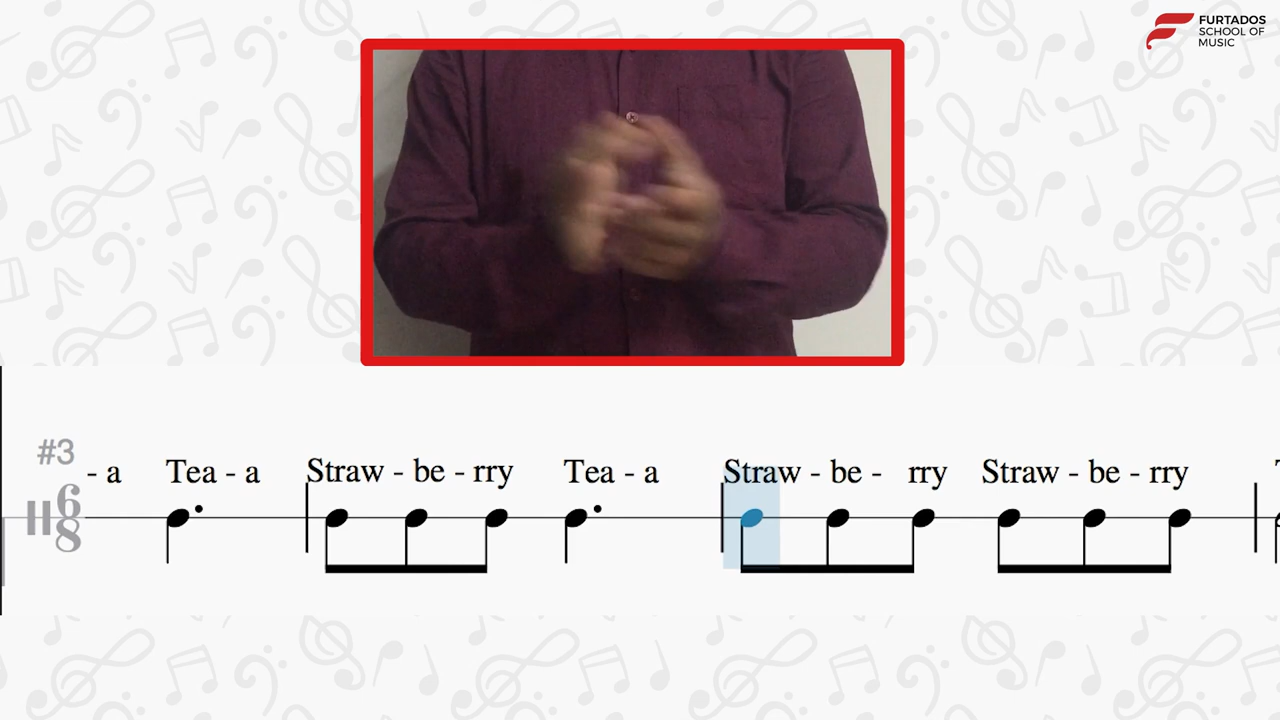 FURTADOS
SCHOOL OF
MUSIC
#3
- a Tea - a Straw - be - rry Tea - a Straw - be - rry Straw - be - rry
6
8